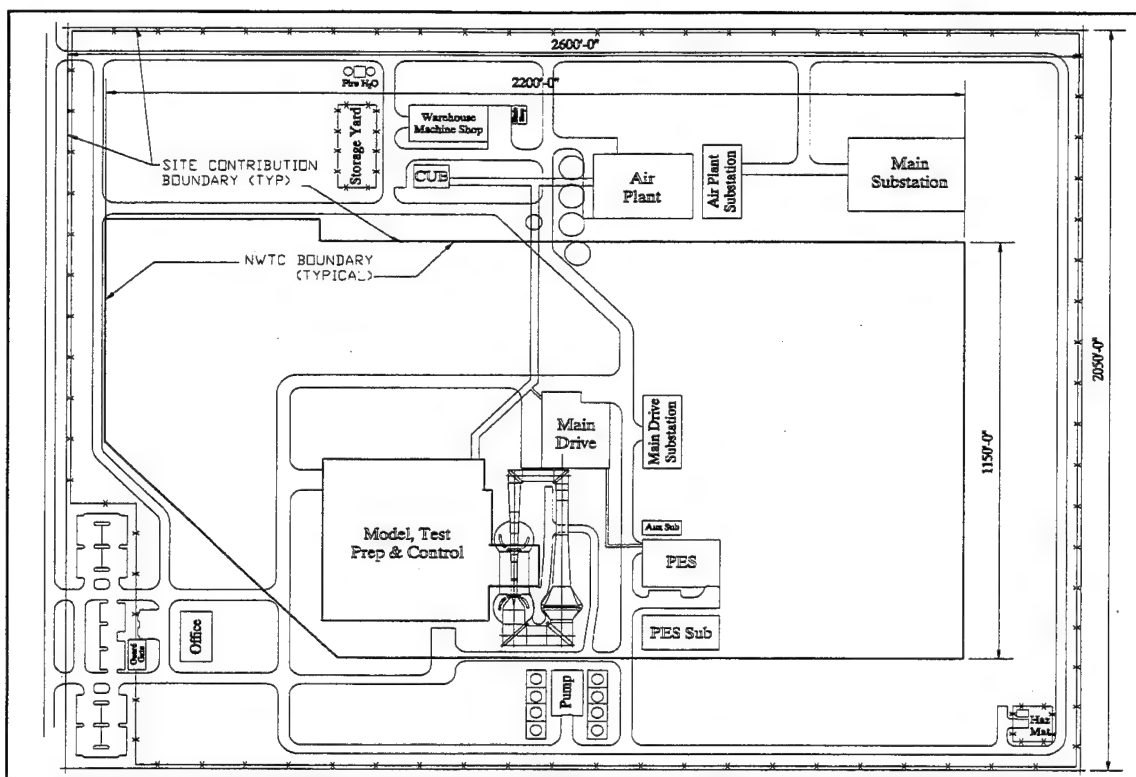 2600'-0"
2200'-0"
Fire H₂O
Storage Yard
Warehouse
Machine Shop
SITE CONTRIBUTION
BOUNDARY (TYP)
CUB
Air
Plant
Air Plant
Substation
Main
Substation
NWTC BOUNDARY
(TYPICAL)
2050'-0"
1150'-0"
Main
Drive
Main Drive
Substation
Model, Test
Prep & Control
Aux Sub
PES
Office
Guard
Gate
PES Sub
Pump
Haz
Mat.